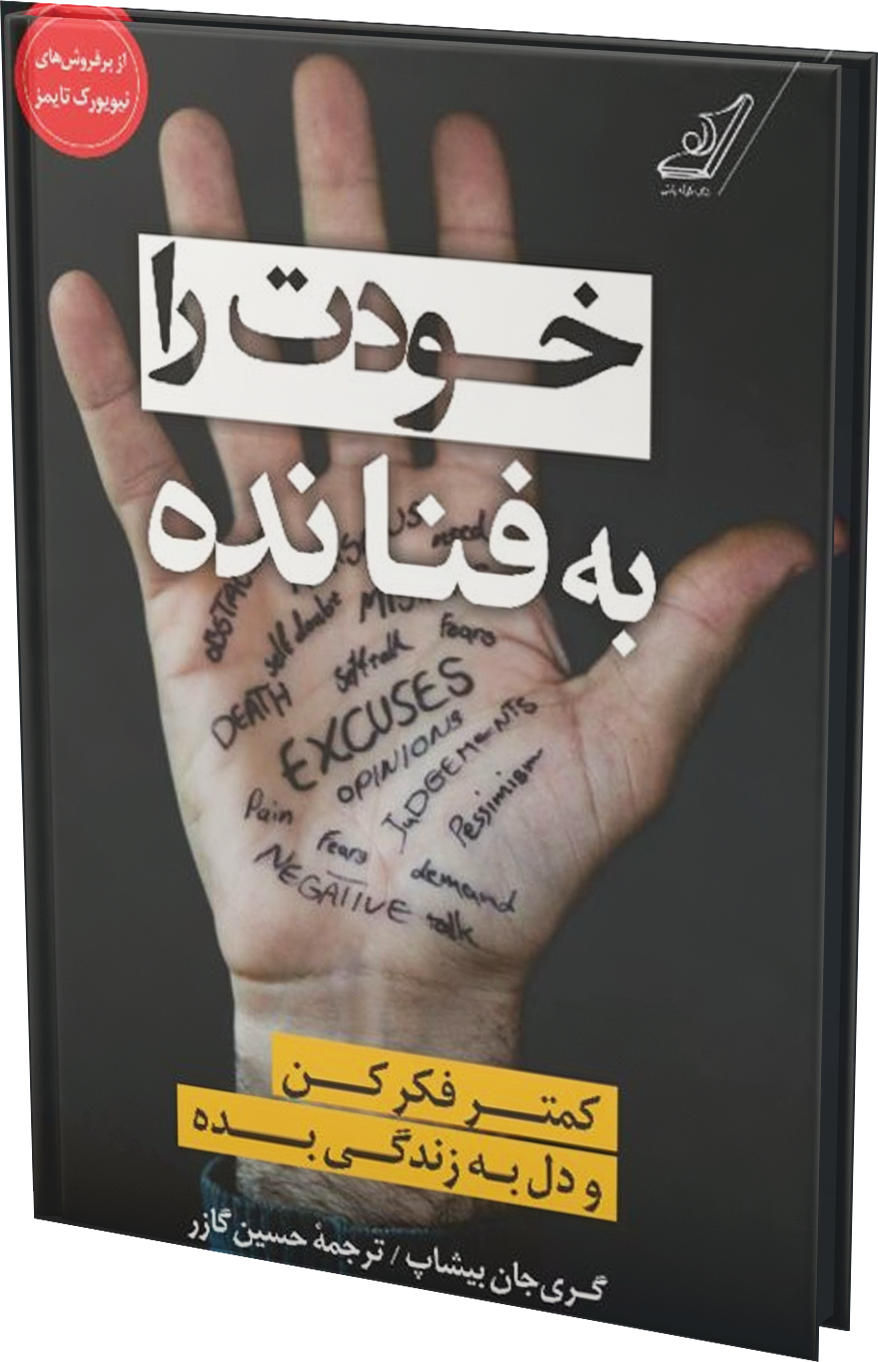 از پرفروش‌های
نیویورک تایمز
خودت را
به فنا نده
need
self doubt
Fears
self talk
DEATH
EXCUSES
OPINIONS
JUDGEMENTS
Pain
Pessimism
Fears
demand
NEGATIVE talk
کمتر فکر کن
و دل به زندگی بده
گری جان بیشاپ / ترجمهٔ حسین گازر